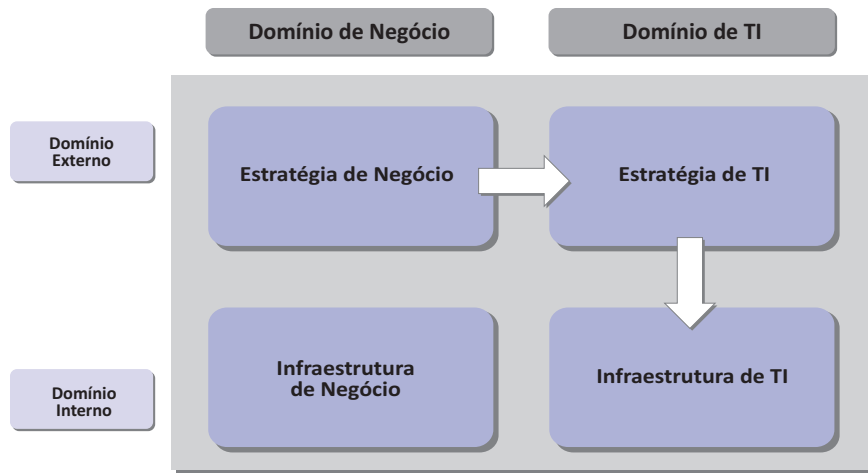 Domínio de Negócio
Domínio de TI
Domínio
Externo
Estratégia de Negócio
Estratégia de TI
Domínio
Interno
Infraestrutura
de Negócio
Infraestrutura de TI